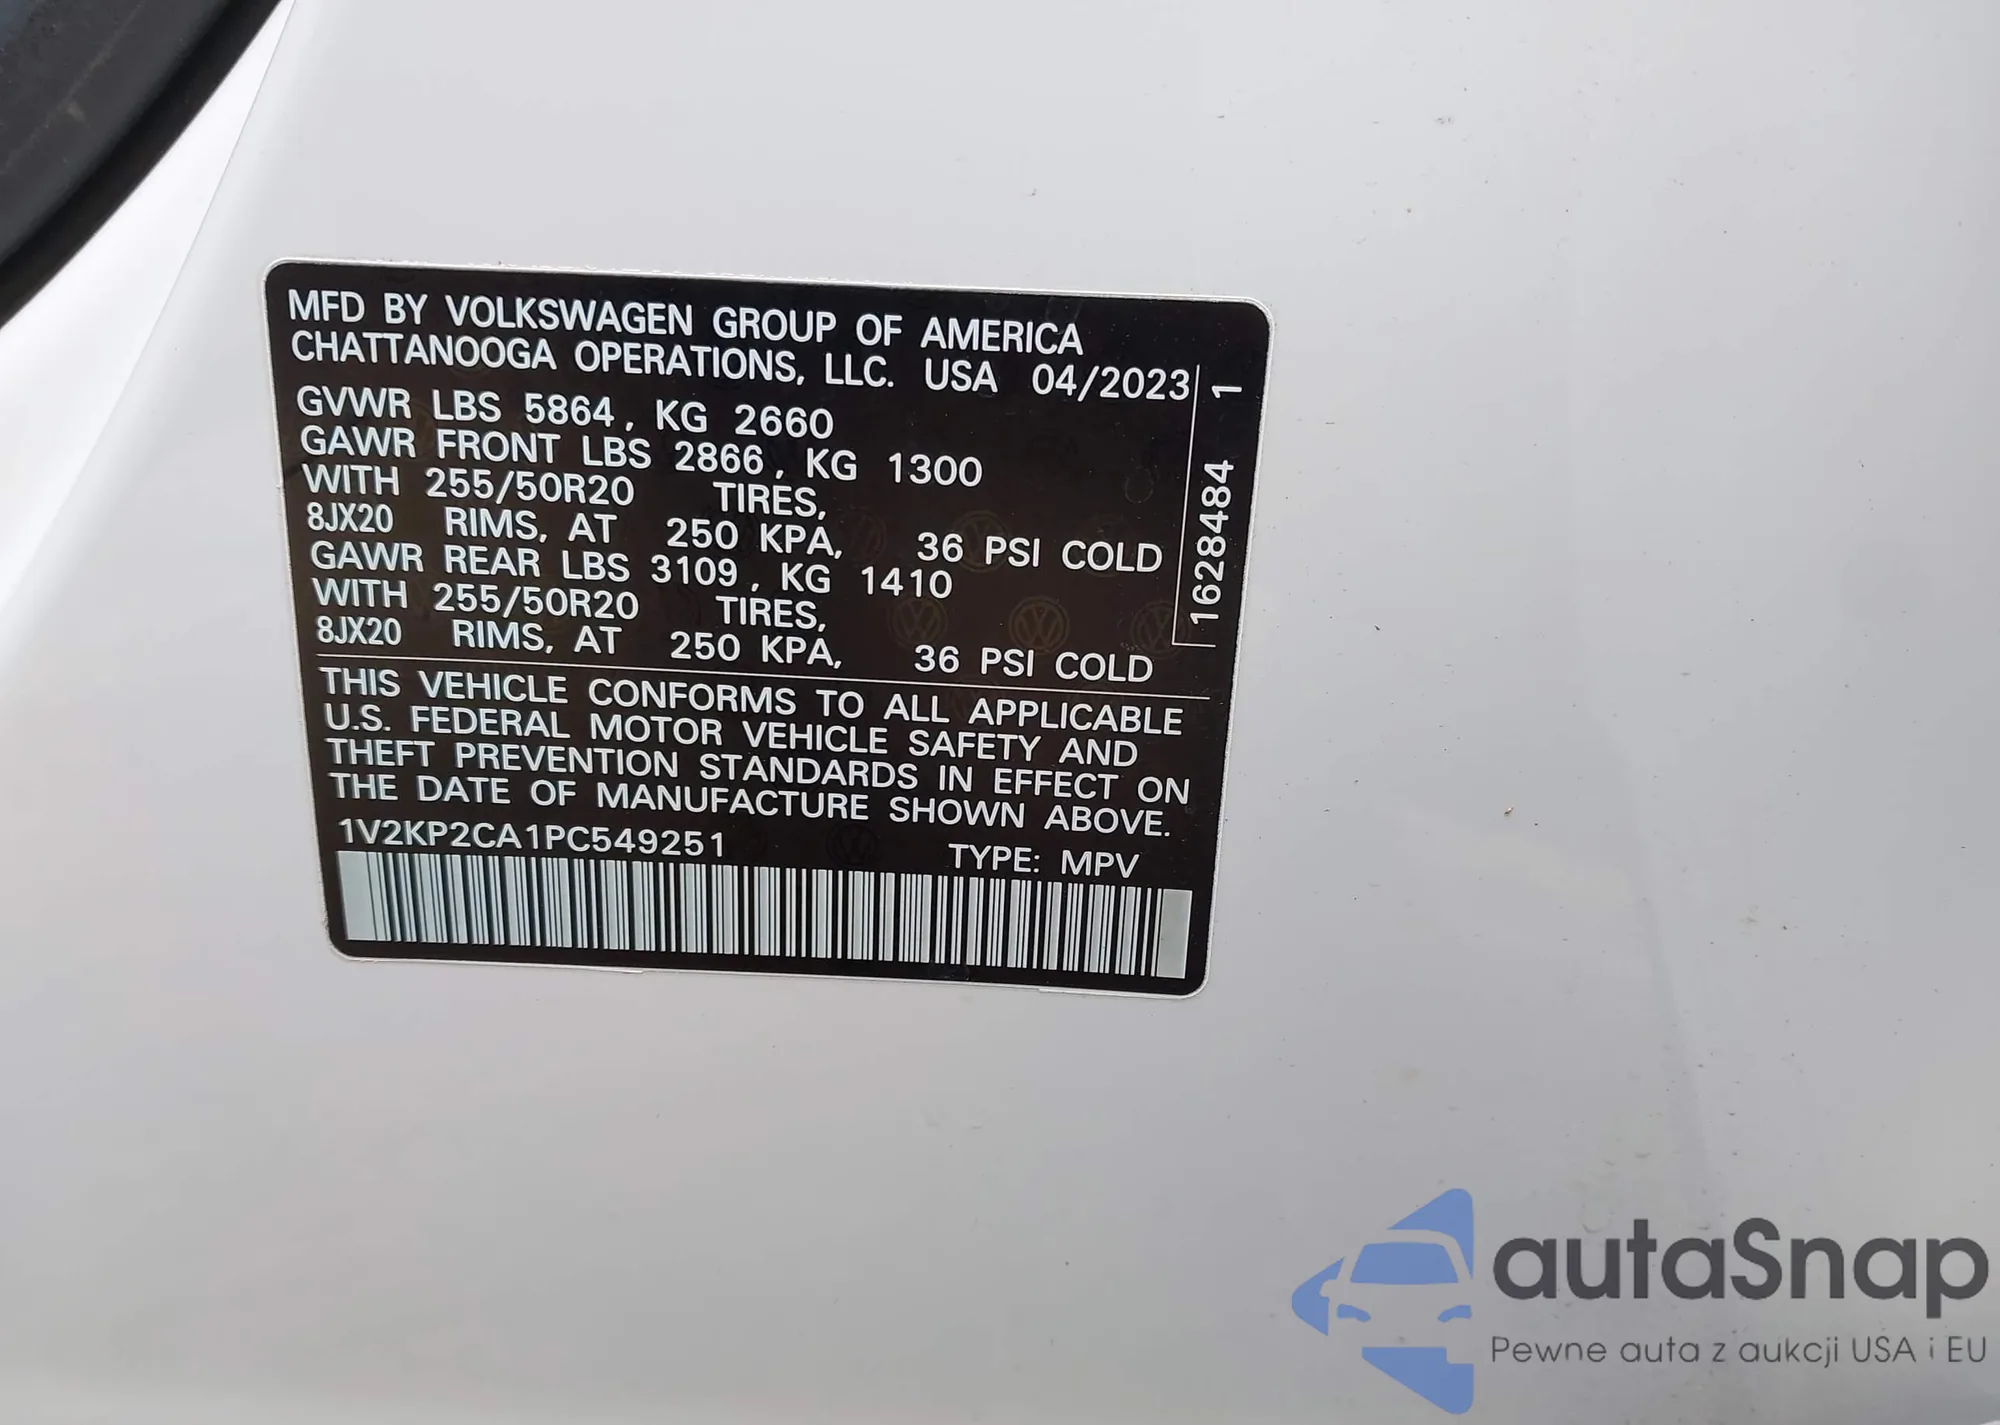 MFD BY VOLKSWAGEN GROUP OF AMERICA
CHATTANOOGA OPERATIONS, LLC. USA 04/2023
GVWR LBS 5864, KG 2660
GAWR FRONT LBS 2866, KG 1300
WITH 255/50R20 TIRES,
8JX20 RIMS, AT 250 KPA, 36 PSI COLD
GAWR REAR LBS 3109, KG 1410
WITH 255/50R20 TIRES,
8JX20 RIMS, AT 250 KPA, 36 PSI COLD
1628484 1
THIS VEHICLE CONFORMS TO ALL APPLICABLE
U.S. FEDERAL MOTOR VEHICLE SAFETY AND
THEFT PREVENTION STANDARDS IN EFFECT ON
THE DATE OF MANUFACTURE SHOWN ABOVE.
1V2KP2CA1PC549251 TYPE: MPV
autaSnap
Pewne auta z aukcji USA i EU